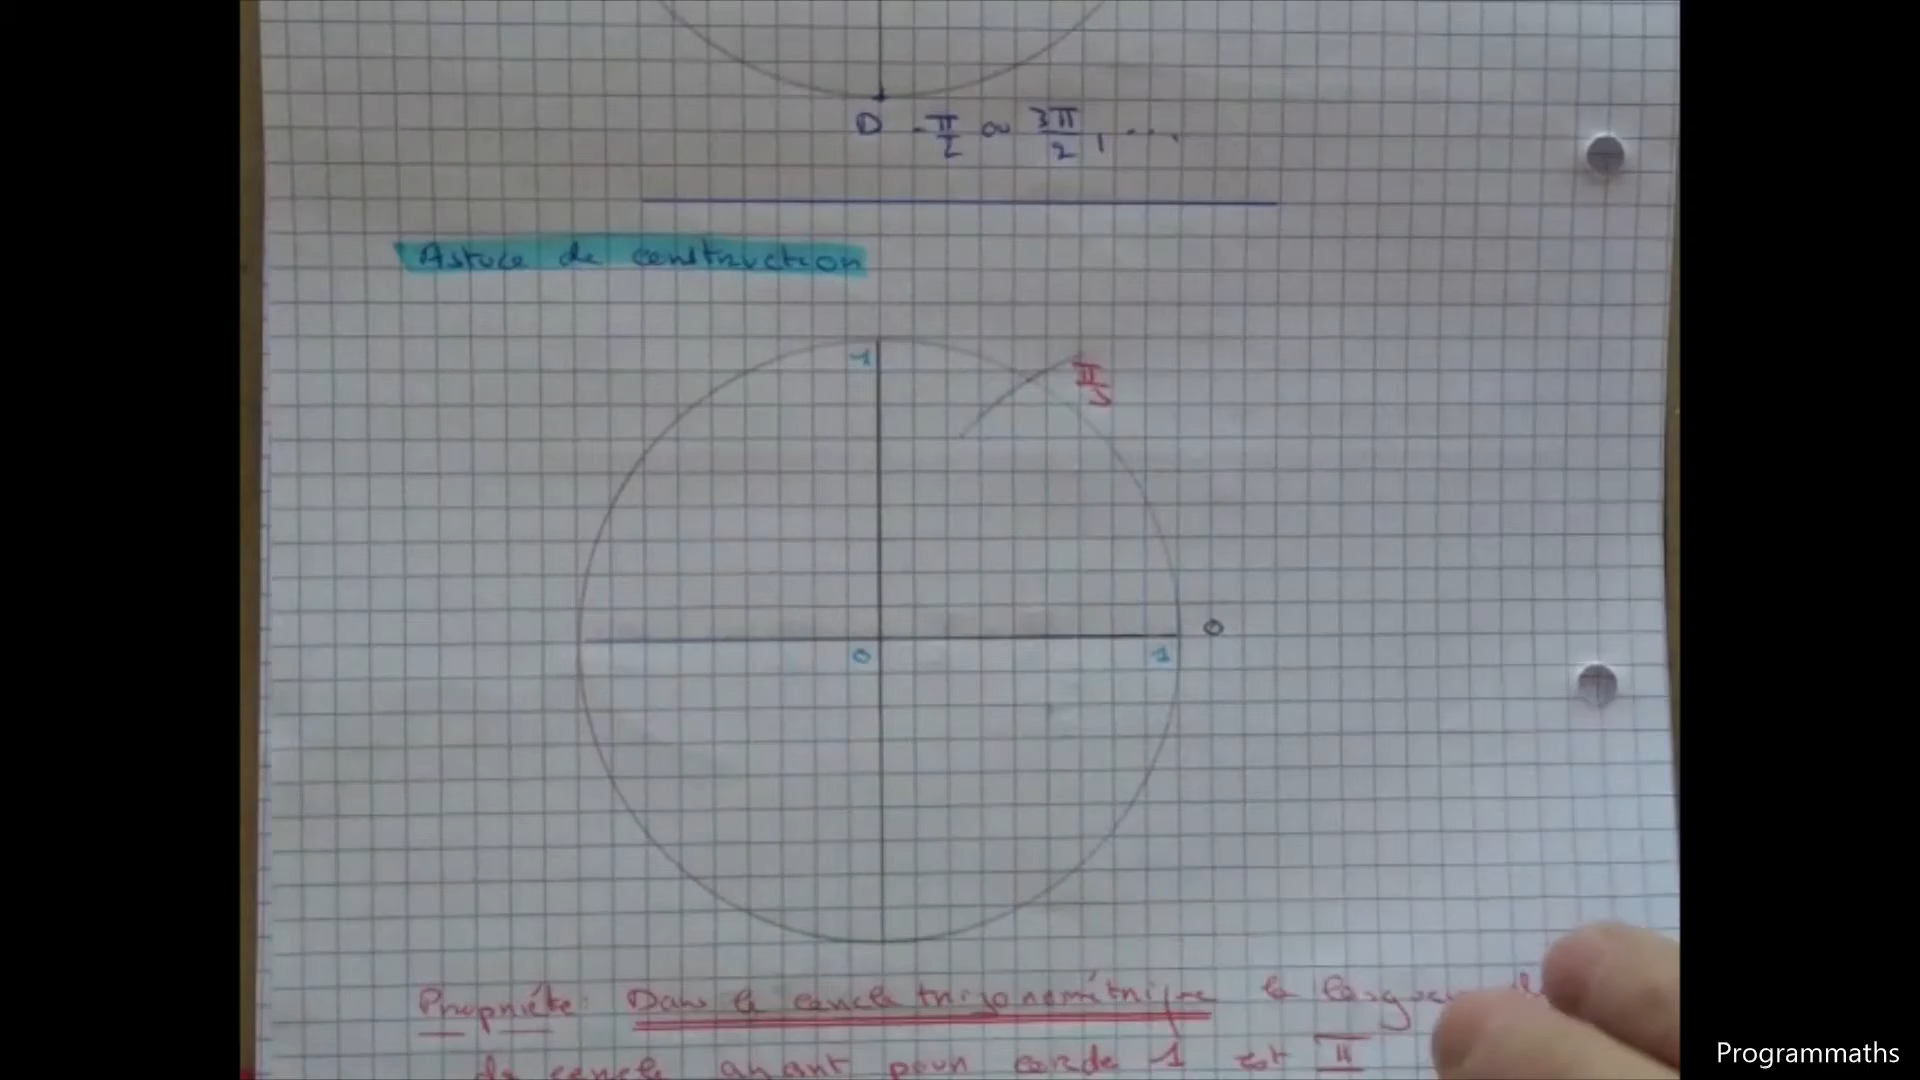 D -π/2 ou 3π/2, ....
Astuce de construction
1
π/3
0
0
1
Propriété: Dans le cercle trigonométrique la longueur
de cercle ayant pour corde 1 est π
Programmaths